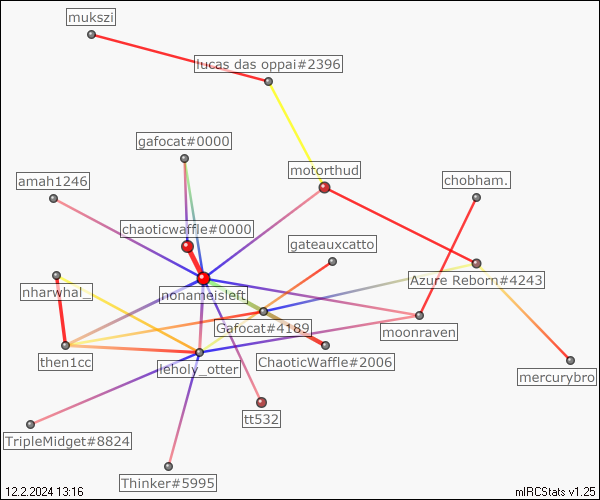 mukszi
lucas das oppai#2396
gafocat#0000
motorthud
amah1246
chobham.
chaoticwaffle#0000
gateauxcatto
nharwhal_
nonameisleft
Azure Reborn#4243
Gafocat#4189
moonraven
then1cc
leholy_otter
ChaoticWaffle#2006
mercurybro
tt532
TripleMidget#8824
Thinker#5995
12.2.2024 13:16
mIRCStats v1.25